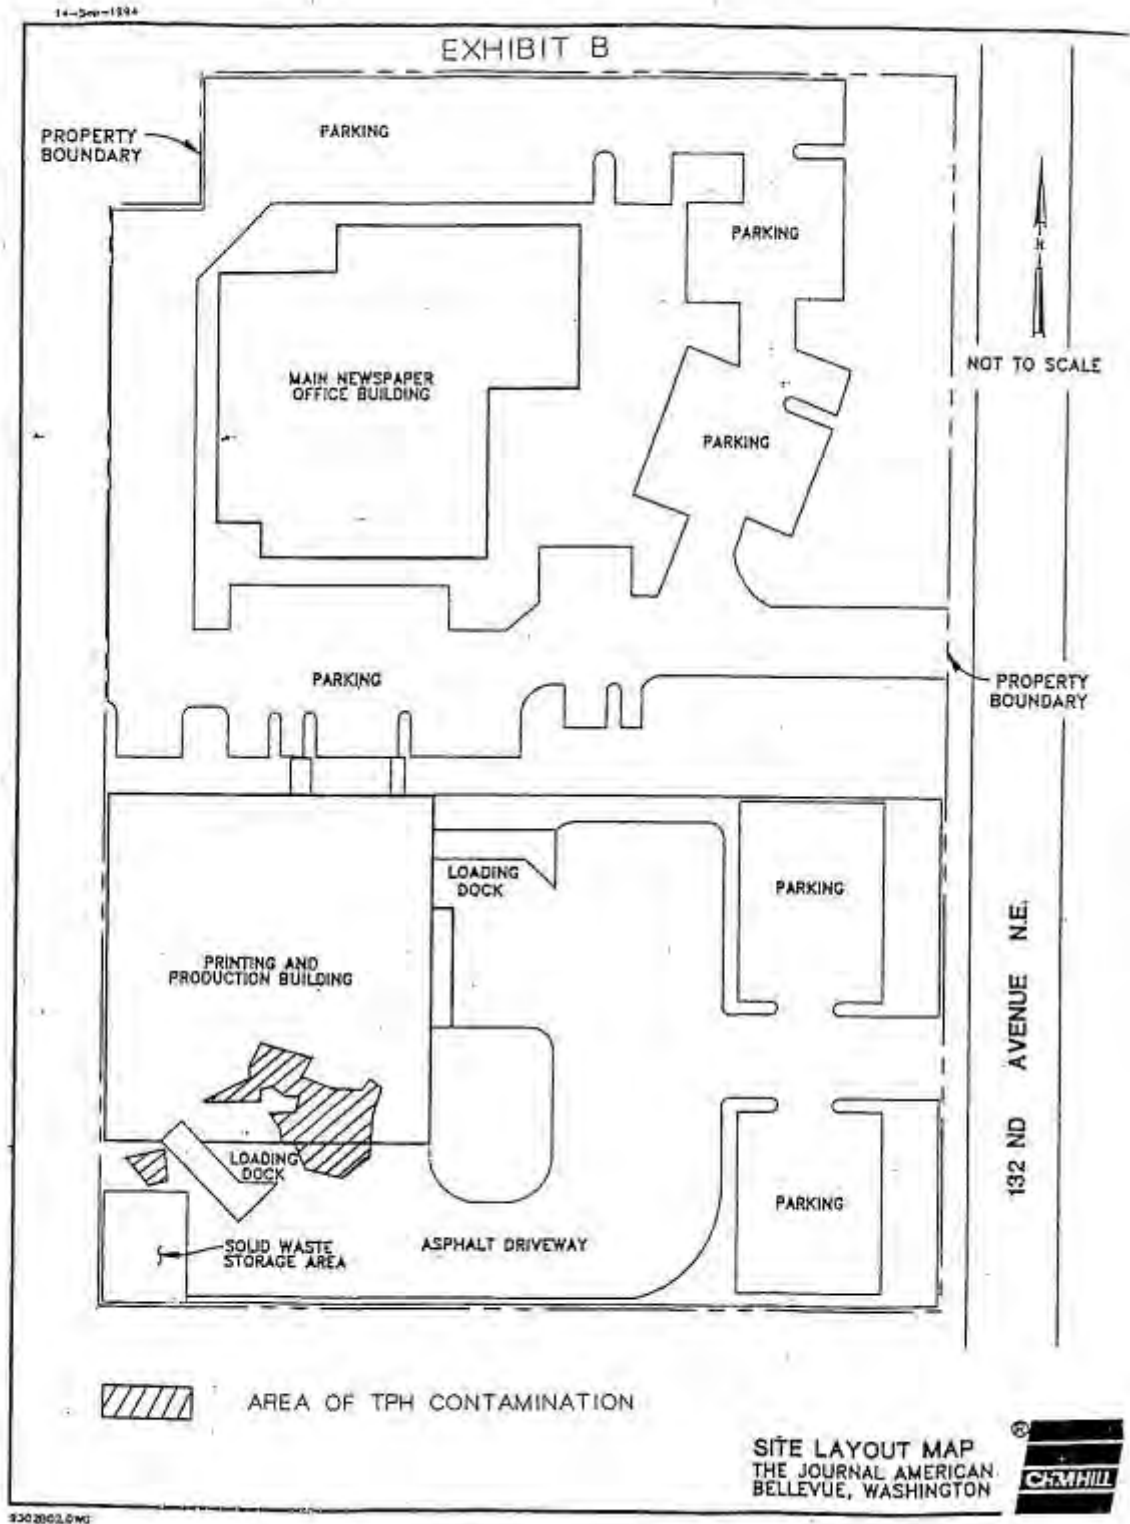 EXHIBIT B
PROPERTY
BOUNDARY
PARKING
PARKING
N
NOT TO SCALE
MAIN NEWSPAPER
OFFICE BUILDING
PARKING
PARKING
PROPERTY
BOUNDARY
LOADING
DOCK
PARKING
PRINTING AND
PRODUCTION BUILDING
132 ND AVENUE N.E.
LOADING
DOCK
PARKING
SOLID WASTE
STORAGE AREA
ASPHALT DRIVEWAY
AREA OF TPH CONTAMINATION
SITE LAYOUT MAP
THE JOURNAL AMERICAN
BELLEVUE, WASHINGTON
®
CH2MHILL